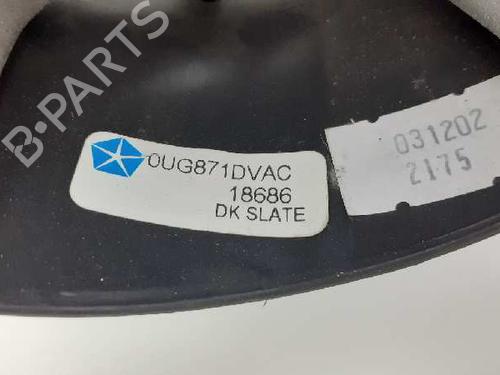 0UG871DVAC
18686
DK SLATE
031202
2175
B-PARTS